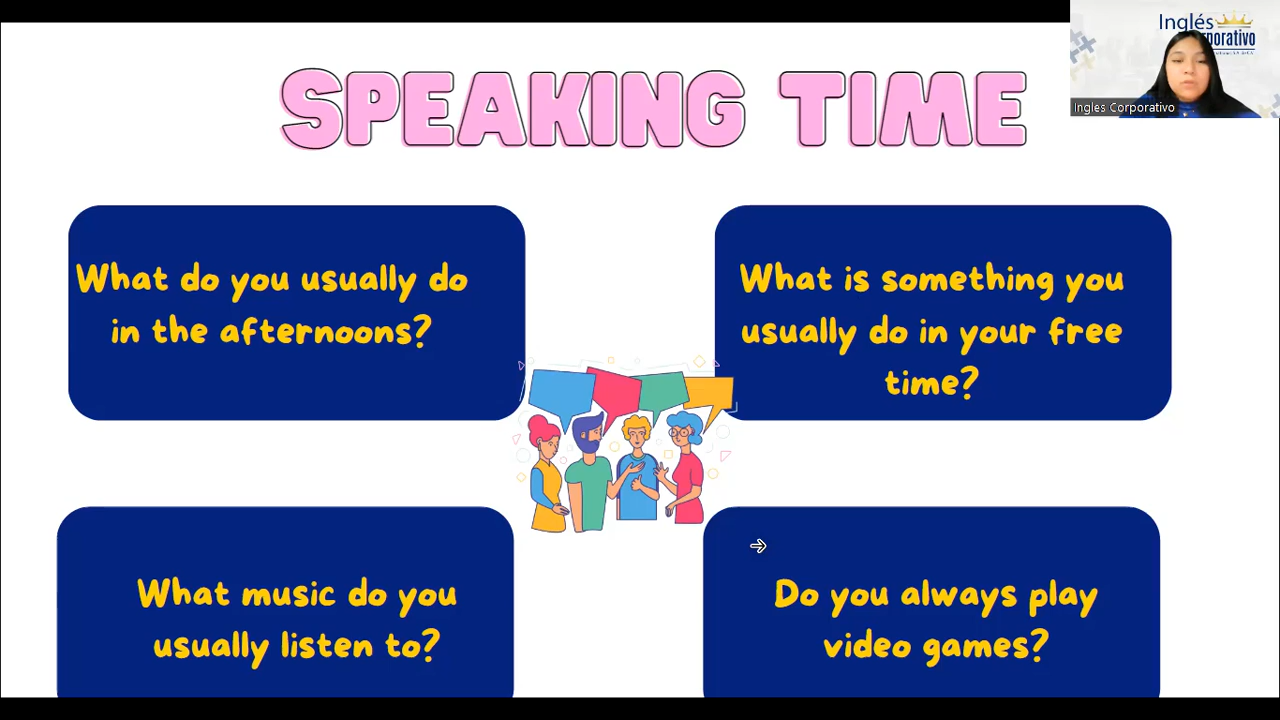 SPEAKING TIME
Inglés
Corporativo
Ingles Corporativo
What do you usually do
in the afternoons?
What is something you
usually do in your free
time?
What music do you
usually listen to?
Do you always play
video games?